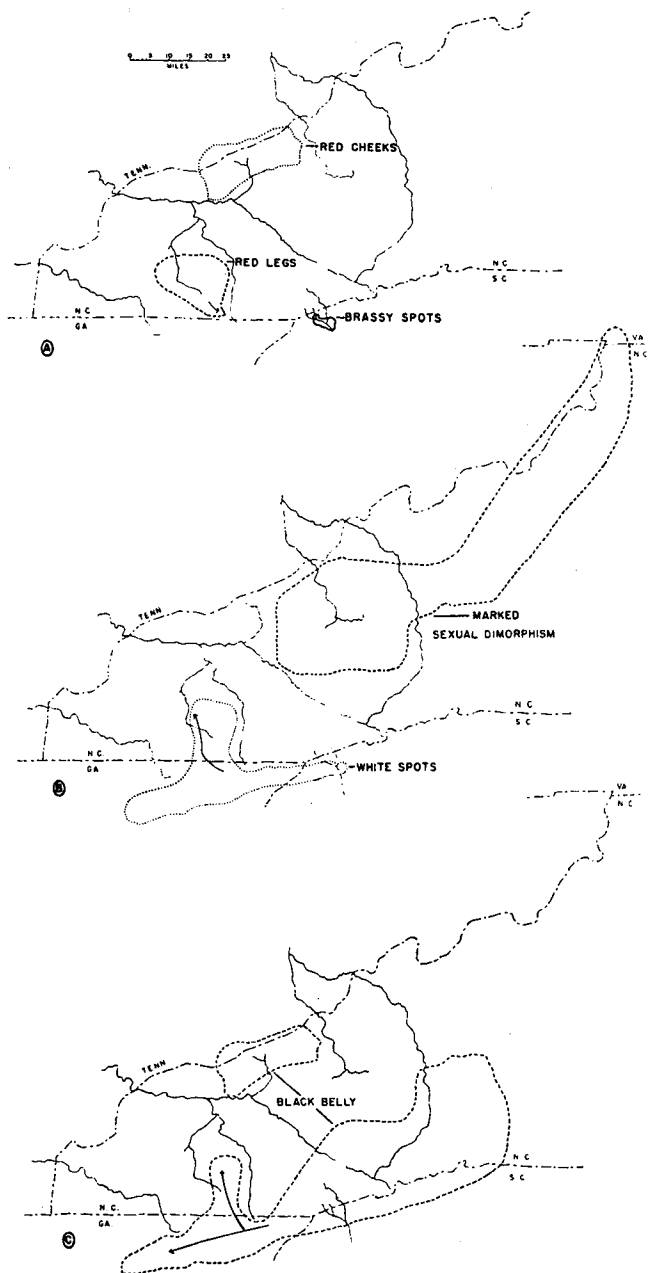 0 5 10 15 20 25
MILES
TENN.
RED CHEEKS
RED LEGS
N.C.
S.C.
N.C.
GA.
BRASSY SPOTS
A
VA
N.C.
TENN
MARKED
SEXUAL DIMORPHISM
N.C.
S.C.
N.C.
GA
WHITE SPOTS
B
VA
N.C
TENN
BLACK BELLY
N.C.
S.C.
N.C.
GA.
C